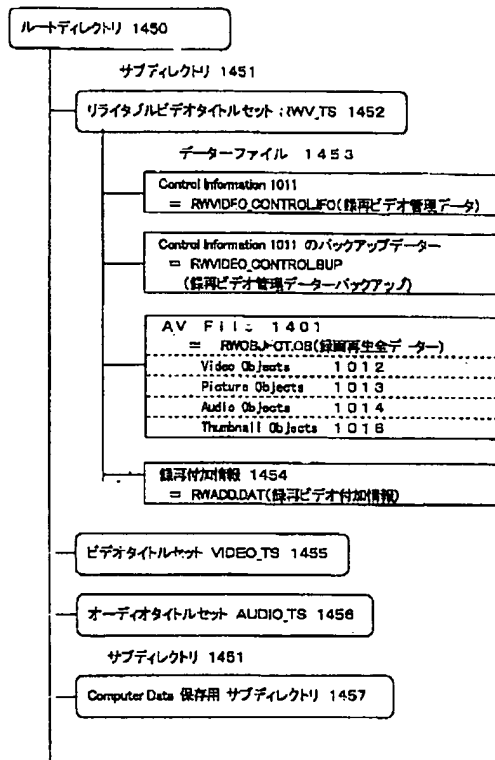 ルートディレクトリ 1450
サブディレクトリ 1451
リライタブルビデオタイトルセット RWV_TS 1452
データーファイル 1453
Control Information 1011
= RWVIDEO_CONTROL.IFO(録再ビデオ管理データ)
Control Information 1011 のバックアップデーター
= RWVIDEO_CONTROL.BUP
(録再ビデオ管理データーバックアップ)
AV File 1401
= RWOBJECT.OB(録画再生全データー)
Video Objects 1012
Picture Objects 1013
Audio Objects 1014
Thumbnail Objects 1016
録再付加情報 1454
= RWADD.DAT(録再ビデオ付加情報)
ビデオタイトルセット VIDEO_TS 1455
オーディオタイトルセット AUDIO_TS 1456
サブディレクトリ 1451
Computer Data 保存用 サブディレクトリ 1457